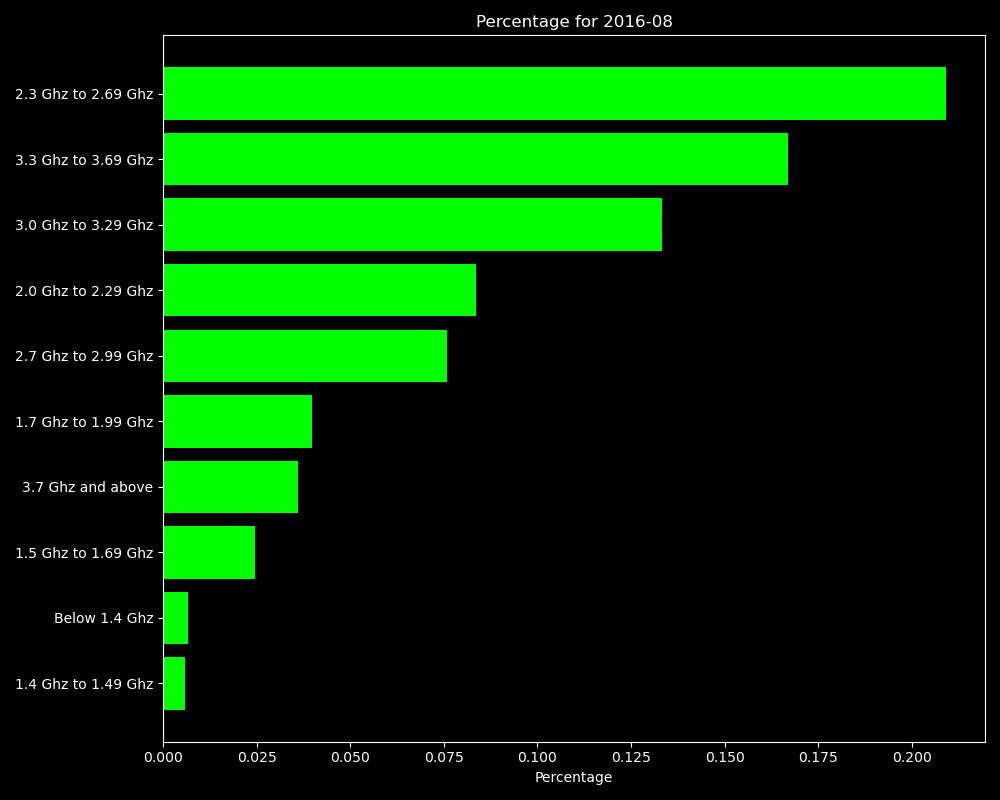 Percentage for 2016-08
2.3 Ghz to 2.69 Ghz
3.3 Ghz to 3.69 Ghz
3.0 Ghz to 3.29 Ghz
2.0 Ghz to 2.29 Ghz
2.7 Ghz to 2.99 Ghz
1.7 Ghz to 1.99 Ghz
3.7 Ghz and above
1.5 Ghz to 1.69 Ghz
Below 1.4 Ghz
1.4 Ghz to 1.49 Ghz
0.000 0.025 0.050 0.075 0.100 0.125 0.150 0.175 0.200
Percentage